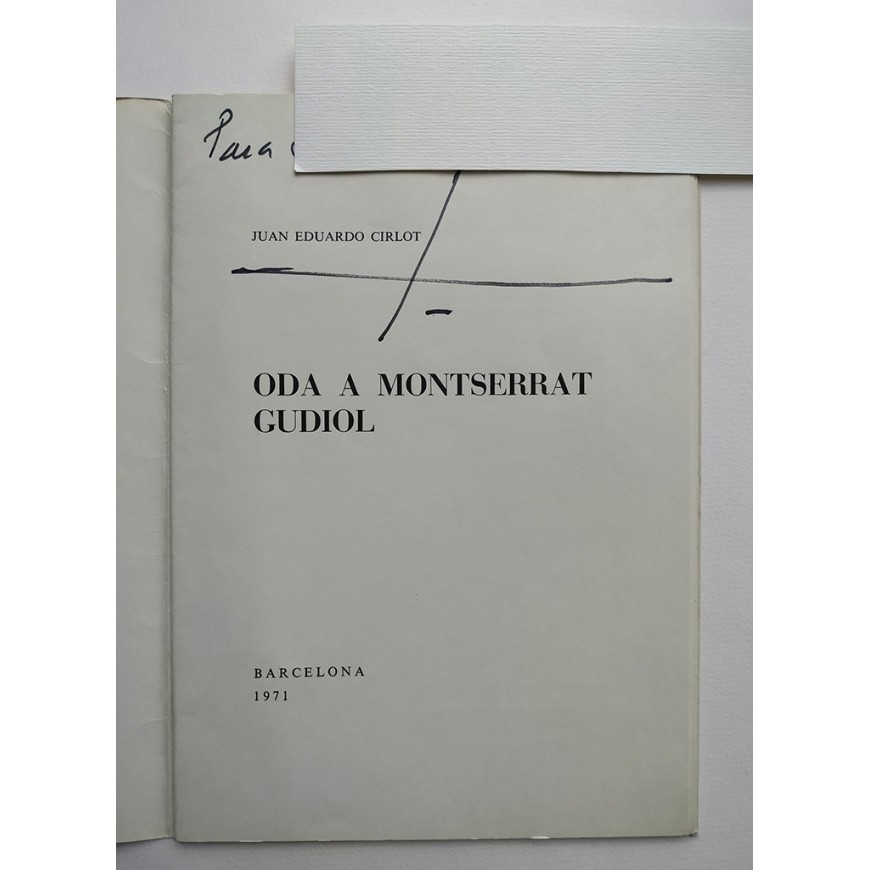 Para
JUAN EDUARDO CIRLOT
ODA A MONTSERRAT
GUDIOL
BARCELONA
1971